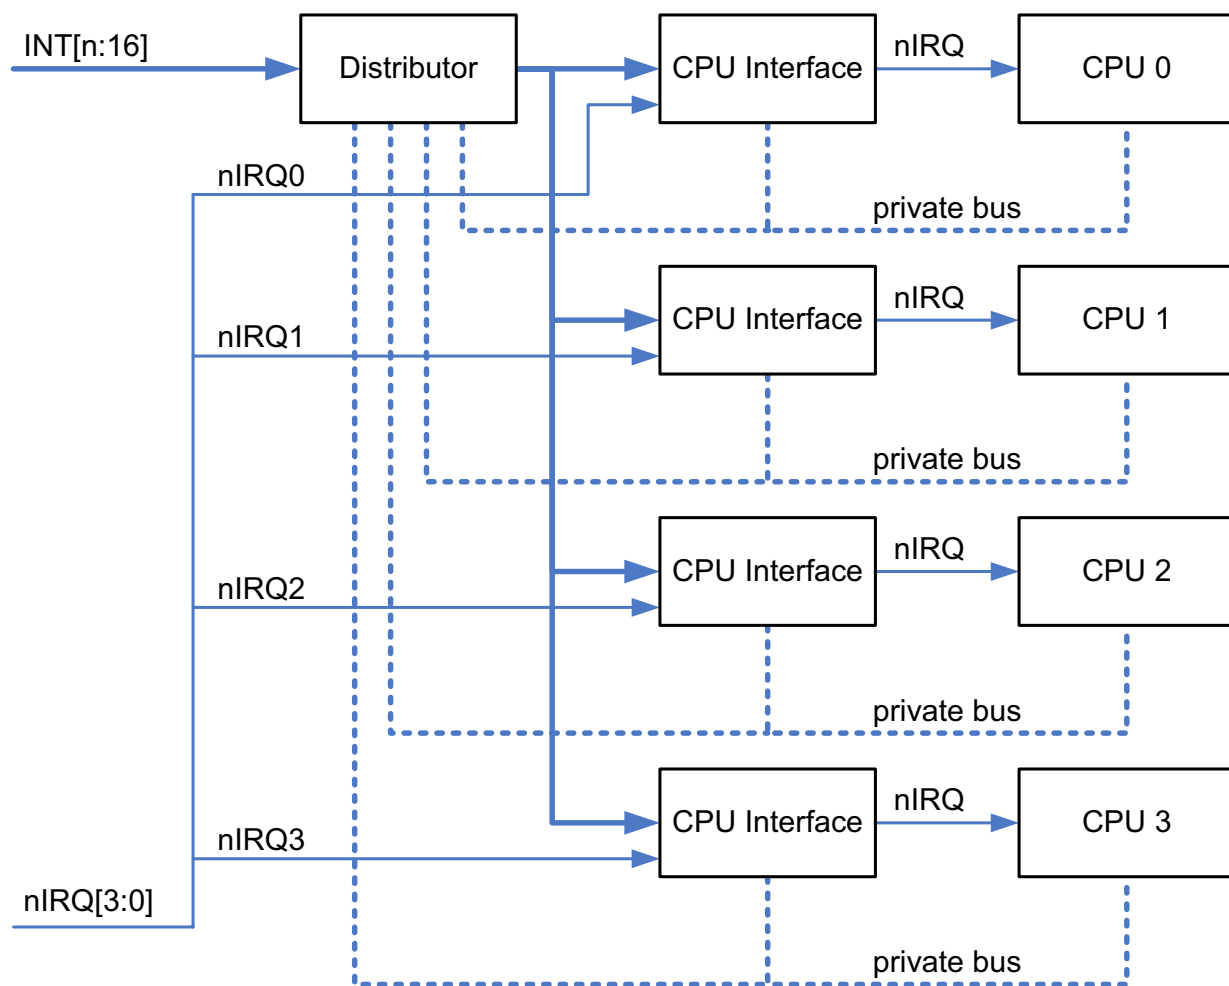 INT[n:16]
Distributor
CPU Interface
nIRQ
CPU 0
nIRQ0
private bus
CPU Interface
nIRQ
CPU 1
nIRQ1
private bus
CPU Interface
nIRQ
CPU 2
nIRQ2
private bus
CPU Interface
nIRQ
CPU 3
nIRQ3
nIRQ[3:0]
private bus